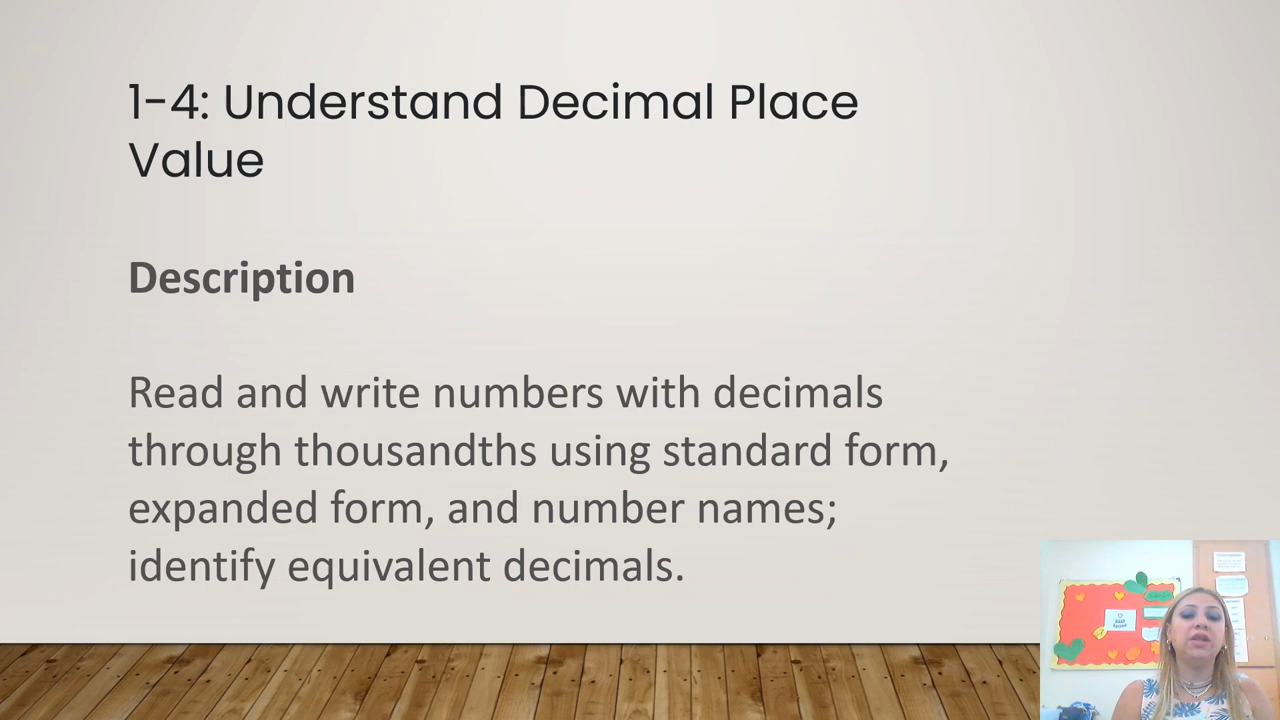 1-4: Understand Decimal Place
Value
Description
Read and write numbers with decimals
through thousandths using standard form,
expanded form, and number names;
identify equivalent decimals.